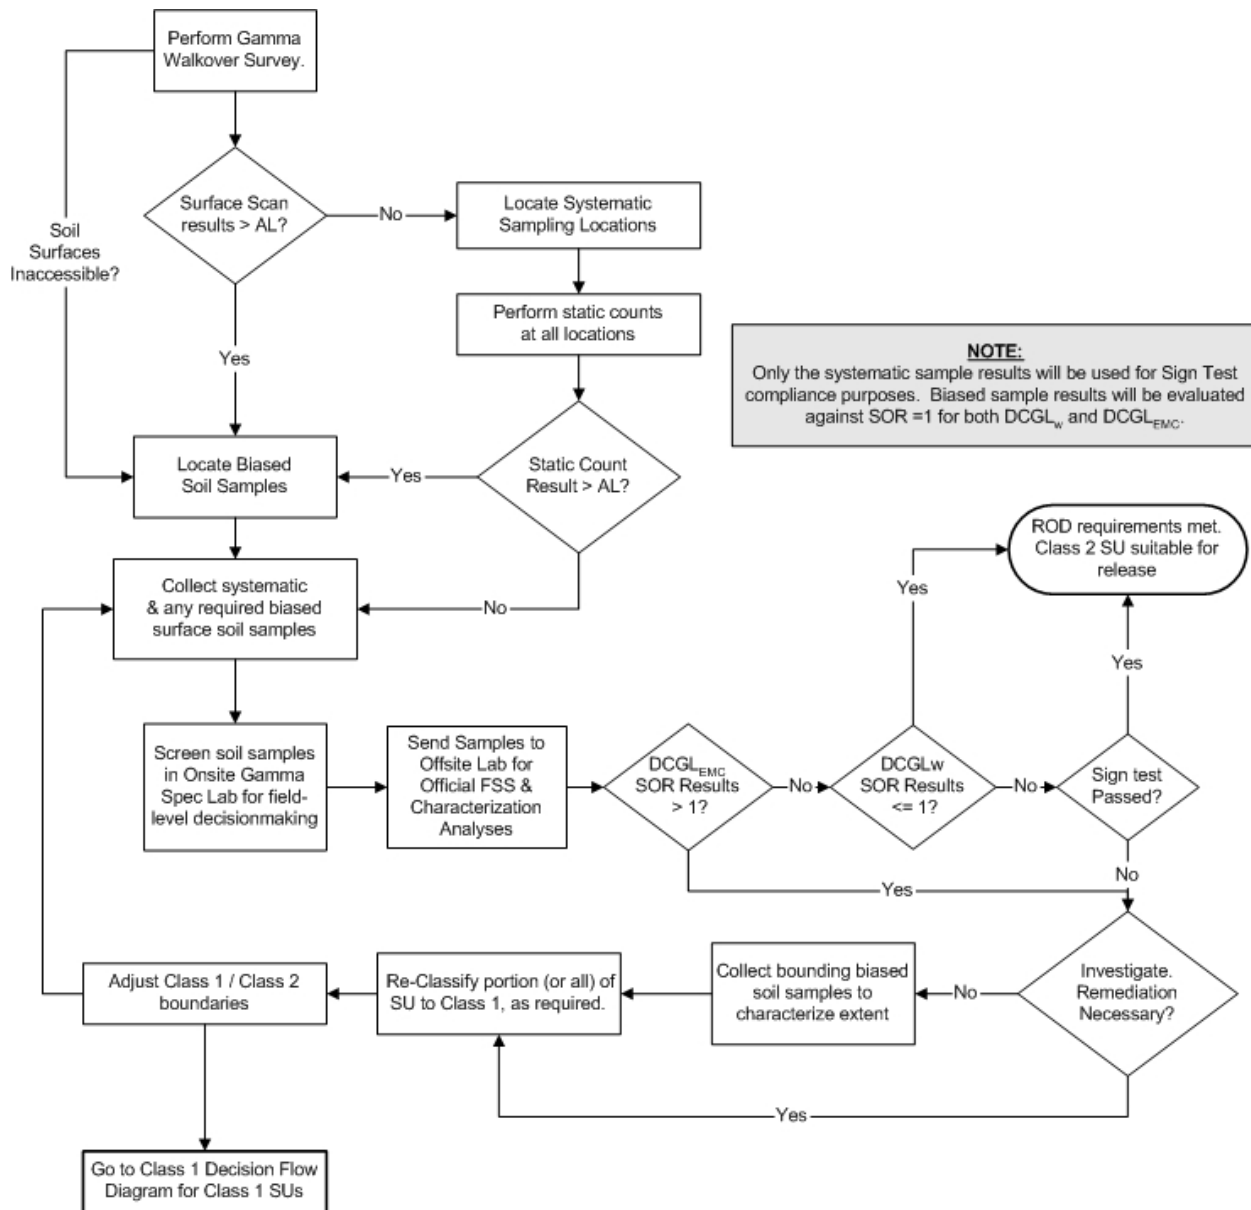 Perform Gamma
Walkover Survey.
Surface Scan
results > AL?
No
Locate Systematic
Sampling Locations
Soil
Surfaces
Inaccessible?
Perform static counts
at all locations
Yes
NOTE:
Only the systematic sample results will be used for Sign Test
compliance purposes. Biased sample results will be evaluated
against SOR =1 for both DCGLw and DCGLEMC.
Locate Biased
Soil Samples
Yes
Static Count
Result > AL?
ROD requirements met.
Class 2 SU suitable for
release
Collect systematic
& any required biased
surface soil samples
No
Yes
Yes
Screen soil samples
in Onsite Gamma
Spec Lab for field-
level decisionmaking
Send Samples to
Offsite Lab for
Official FSS &
Characterization
Analyses
DCGLEMC
SOR Results
> 1?
No
DCGLw
SOR Results
<= 1?
No
Sign test
Passed?
No
Yes
Adjust Class 1 / Class 2
boundaries
Re-Classify portion (or all) of
SU to Class 1, as required.
Collect bounding biased
soil samples to
characterize extent
No
Investigate.
Remediation
Necessary?
Yes
Go to Class 1 Decision Flow
Diagram for Class 1 SUs